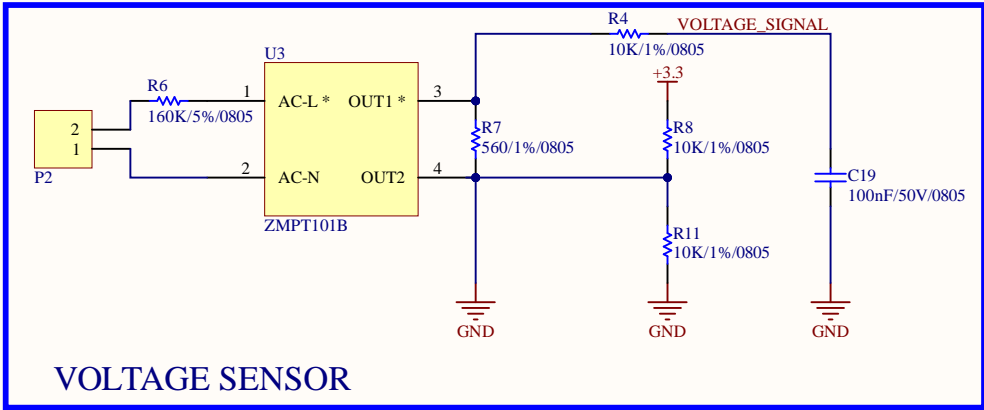 R4
VOLTAGE_SIGNAL
10K/1%/0805
U3
+3.3
R6
160K/5%/0805
1
AC-L *
OUT1 *
3
2
1
P2
R7
560/1%/0805
R8
10K/1%/0805
2
AC-N
OUT2
4
C19
100nF/50V/0805
ZMPT101B
R11
10K/1%/0805
GND
GND
GND
VOLTAGE SENSOR